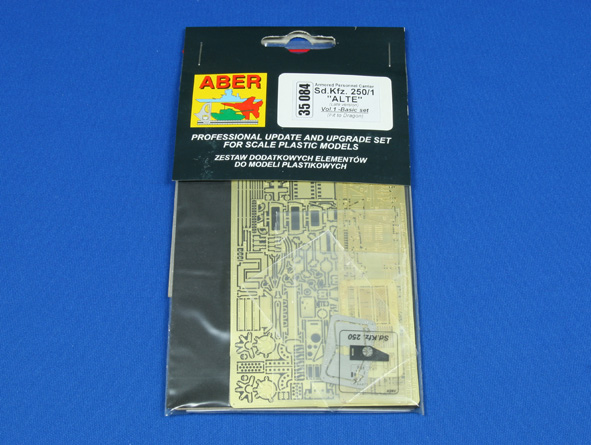 ABER
35 084
Armored Personnel Carrier
Sd.Kfz. 250/1
"ALTE"
Vol.1 -Basic set
PROFESSIONAL UPDATE AND UPGRADE SET
FOR SCALE PLASTIC MODELS
ZESTAW DODATKOWYCH ELEMENTÓW
DO MODELI PLASTIKOWYCH
Sd.Kfz. 250